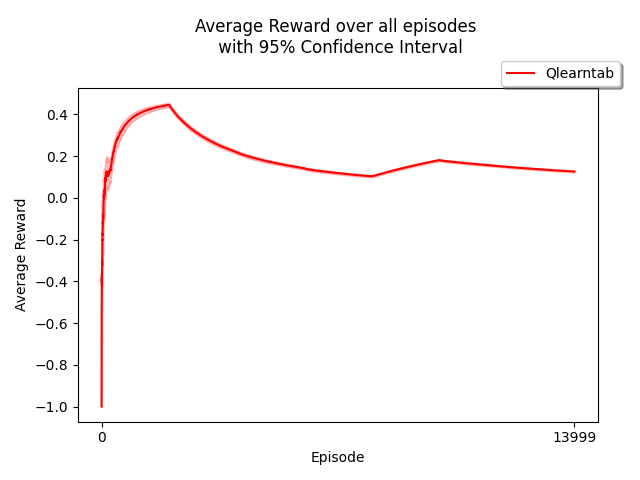 Average Reward over all episodes
with 95% Confidence Interval
Qlearntab
Average Reward
0.4
0.2
0.0
−0.2
−0.4
−0.6
−0.8
−1.0
0
13999
Episode